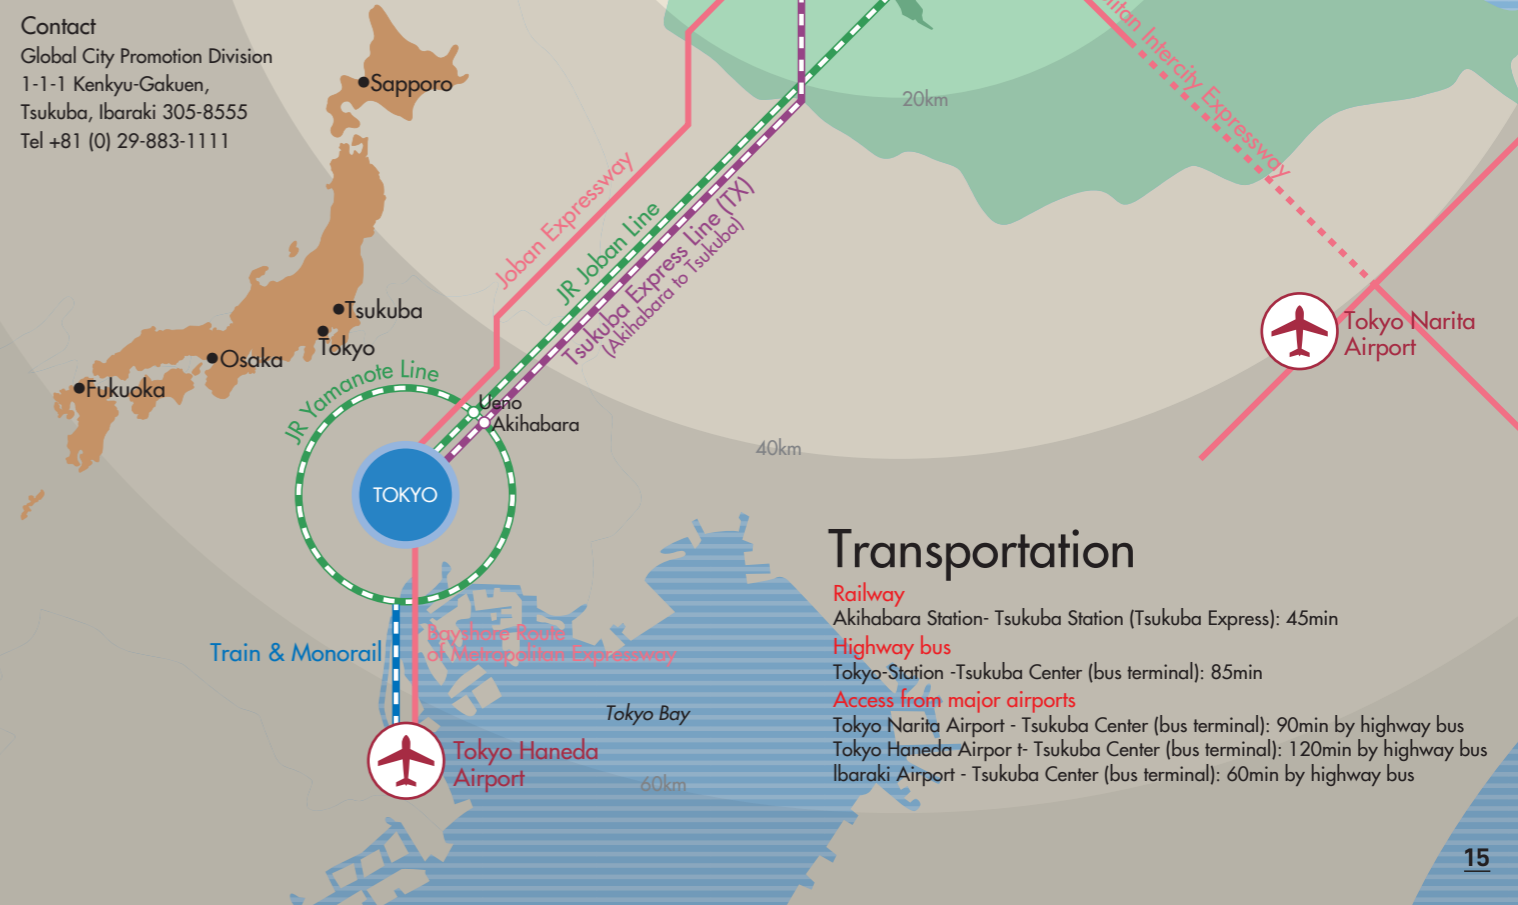 Contact
Global City Promotion Division
1-1-1 Kenkyu-Gakuen,
Tsukuba, Ibaraki 305-8555
Tel +81 (0) 29-883-1111
Sapporo
Tsukuba
Tokyo
Osaka
Fukuoka
20km
Intercity Expressway
Joban Expressway
JR Joban Line
Tsukuba Express Line (TX)
(Akihabara to Tsukuba)
Tokyo Narita
Airport
JR Yamanote Line
Ueno
Akihabara
40km
TOKYO
Train & Monorail
Bayshore Route
of Metropolitan Expressway
Tokyo Bay
Tokyo Haneda
Airport
60km
Transportation
Railway
Akihabara Station- Tsukuba Station (Tsukuba Express): 45min
Highway bus
Tokyo-Station -Tsukuba Center (bus terminal): 85min
Access from major airports
Tokyo Narita Airport - Tsukuba Center (bus terminal): 90min by highway bus
Tokyo Haneda Airpor t- Tsukuba Center (bus terminal): 120min by highway bus
Ibaraki Airport - Tsukuba Center (bus terminal): 60min by highway bus
15